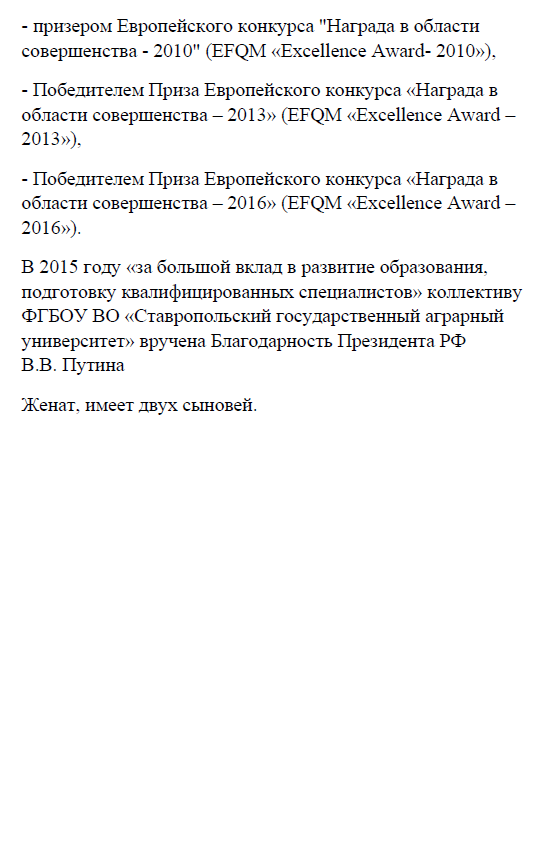 - призером Европейского конкурса "Награда в области
совершенства - 2010" (EFQM «Excellence Award- 2010»),
- Победителем Приза Европейского конкурса «Награда в
области совершенства – 2013» (EFQM «Excellence Award –
2013»),
- Победителем Приза Европейского конкурса «Награда в
области совершенства – 2016» (EFQM «Excellence Award –
2016»).
В 2015 году «за большой вклад в развитие образования,
подготовку квалифицированных специалистов» коллективу
ФГБОУ ВО «Ставропольский государственный аграрный
университет» вручена Благодарность Президента РФ
В.В. Путина
Женат, имеет двух сыновей.